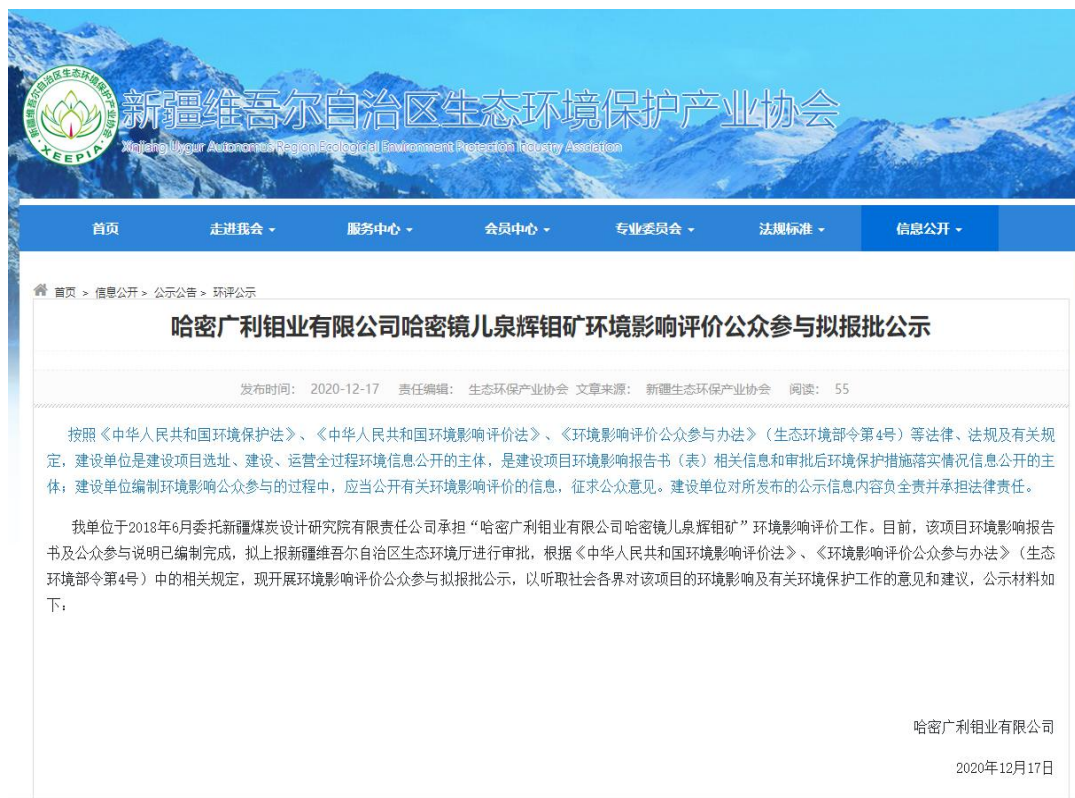 新疆维吾尔自治区生态环境保护产业协会
Xinjiang Uygur Autonomos Region Ecological Environment Protection Industry Association
新疆维吾尔自治区生态环境保护产业协会
XEEPIA
首页 走进我会 服务中心 会员中心 专业委员会 法规标准 信息公开
首页 > 信息公开 > 公示公告 > 环评公示
哈密广利钼业有限公司哈密镜儿泉辉钼矿环境影响评价公众参与拟报批公示
发布时间: 2020-12-17 责任编辑: 生态环保产业协会 文章来源: 新疆生态环保产业协会 阅读: 55
按照《中华人民共和国环境保护法》、《中华人民共和国环境影响评价法》、《环境影响评价公众参与办法》（生态环境部令第4号）等法律、法规及有关规
定，建设单位是建设项目选址、建设、运营全过程环境信息公开的主体，是建设项目环境影响报告书（表）相关信息和审批后环境保护措施落实情况信息公开的主
体；建设单位编制环境影响公众参与的过程中，应当公开有关环境影响评价的信息，征求公众意见。建设单位对所发布的公示信息内容负全责并承担法律责任。
我单位于2018年6月委托新疆煤炭设计研究院有限责任公司承担“哈密广利钼业有限公司哈密镜儿泉辉钼矿”环境影响评价工作。目前，该项目环境影响报告
书及公众参与说明已编制完成，拟上报新疆维吾尔自治区生态环境厅进行审批，根据《中华人民共和国环境影响评价法》、《环境影响评价公众参与办法》（生态
环境部令第4号）中的相关规定，现开展环境影响评价公众参与拟报批公示，以听取社会各界对该项目的环境影响及有关环境保护工作的意见和建议，公示材料如
下：
哈密广利钼业有限公司
2020年12月17日